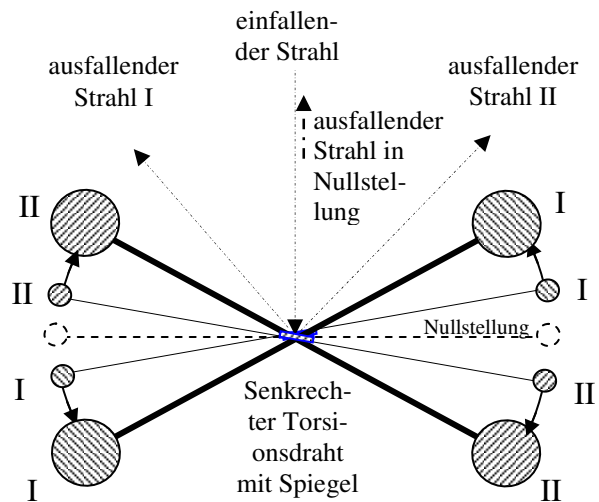 einfallen-
der Strahl
ausfallender
Strahl I
ausfallender
Strahl II
ausfallender
Strahl in
Nullstel-
lung
II
I
II
I
Nullstellung
I
II
Senkrech-
ter Torsi-
onsdraht
mit Spiegel
I
II